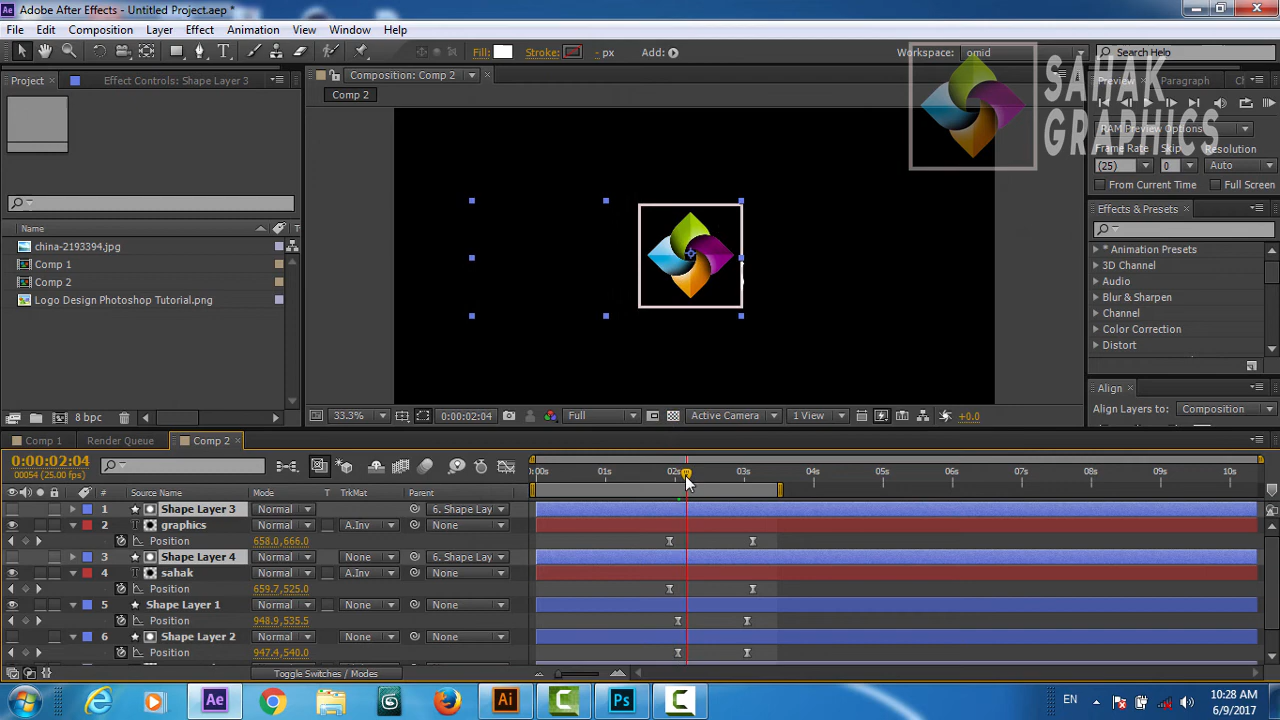 Adobe After Effects - Untitled Project.aep *
File Edit Composition Layer Effect Animation View Window Help
Fill: Stroke: - px Add: Workspace: omid Search Help
Project Effect Controls: Shape Layer 3 Composition: Comp 2 Preview Paragraph
Comp 2
SAHAK
GRAPHICS
RAM Preview Options
Frame Rate Skip Resolution
(25) 0 Auto
From Current Time Full Screen
Effects & Presets
Name
china-2193394.jpg
Comp 1
Comp 2
Logo Design Photoshop Tutorial.png
* Animation Presets
3D Channel
Audio
Blur & Sharpen
Channel
Color Correction
Distort
Align
Align Layers to: Composition
8 bpc
33.3% 0:00:02:04 Full Active Camera 1 View +0.0
Comp 1 Render Queue Comp 2
0:00:02:04
00054 (25.00 fps)
:00s 01s 02s 03s 04s 05s 06s 07s 08s 09s 10s
# Source Name Mode T TrkMat Parent
1 Shape Layer 3 Normal 6. Shape Lay
2 T graphics Normal A.Inv None
Position 658.0,666.0
3 Shape Layer 4 Normal None 6. Shape Lay
4 T sahak Normal A.Inv None
Position 659.7,525.0
5 Shape Layer 1 Normal None None
Position 948.9,535.5
6 Shape Layer 2 Normal None None
Position 947.4,540.0
Toggle Switches / Modes
Ae Ai Ps
EN 10:28 AM
6/9/2017